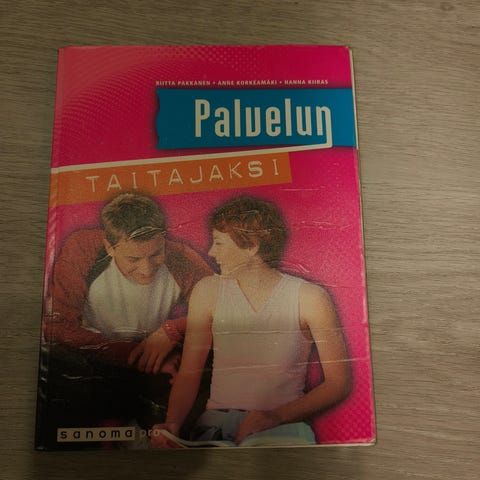 RIITTA PAKKANEN • ANNE KORKEAMÄKI • HANNA KIIRAS
Palvelun
TAITAJAKSI
sanoma pro